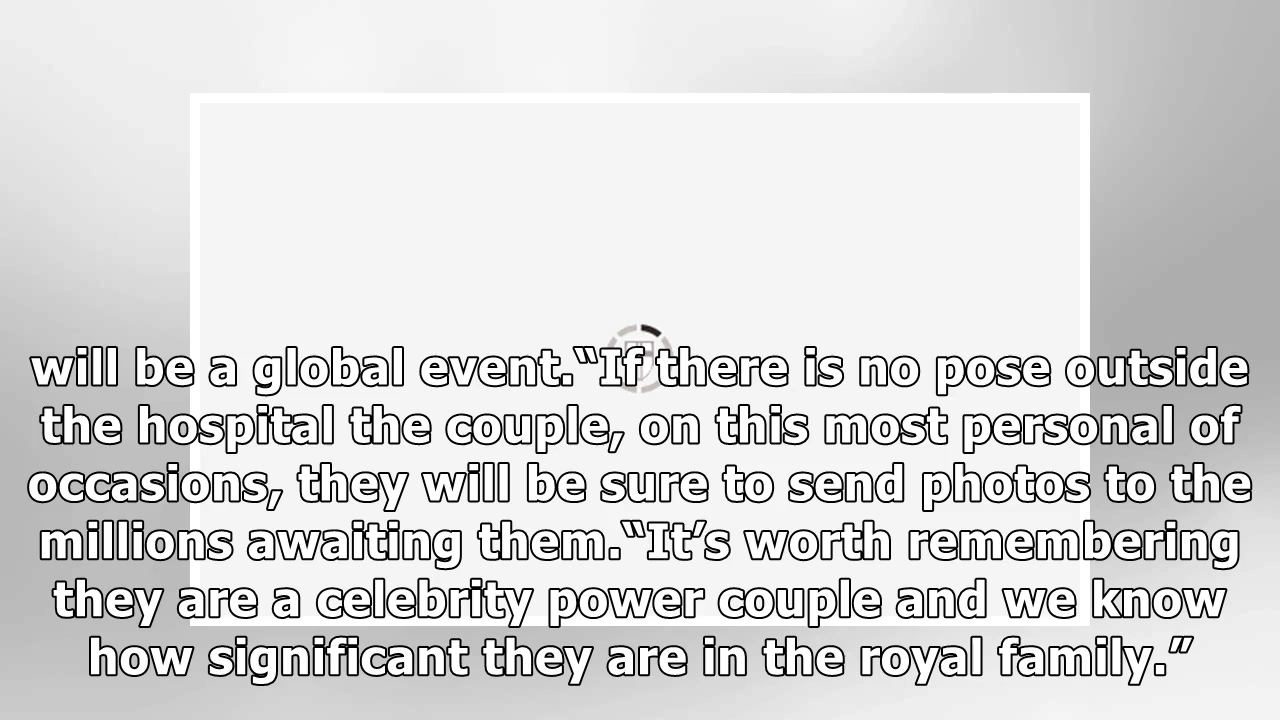 will be a global event.“If there is no pose outside
the hospital the couple, on this most personal of
occasions, they will be sure to send photos to the
millions awaiting them.“It’s worth remembering
they are a celebrity power couple and we know
how significant they are in the royal family.”